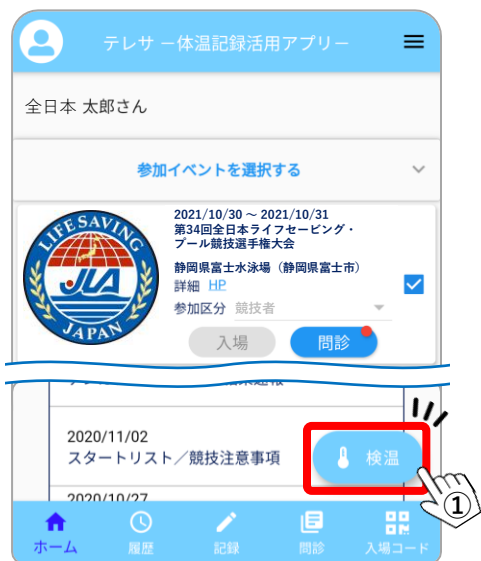 テレサ －体温記録活用アプリ－
全日本 太郎さん
参加イベントを選択する
LIFE SAVING
JLA
JAPAN
2021/10/30 ～ 2021/10/31
第34回全日本ライフセービング・
プール競技選手権大会
静岡県富士水泳場（静岡県富士市）
詳細 HP
参加区分 競技者
入場 問診
2020/11/02
スタートリスト／競技注意事項
検温
①
2020/10/27
ホーム 履歴 記録 問診 入場コード